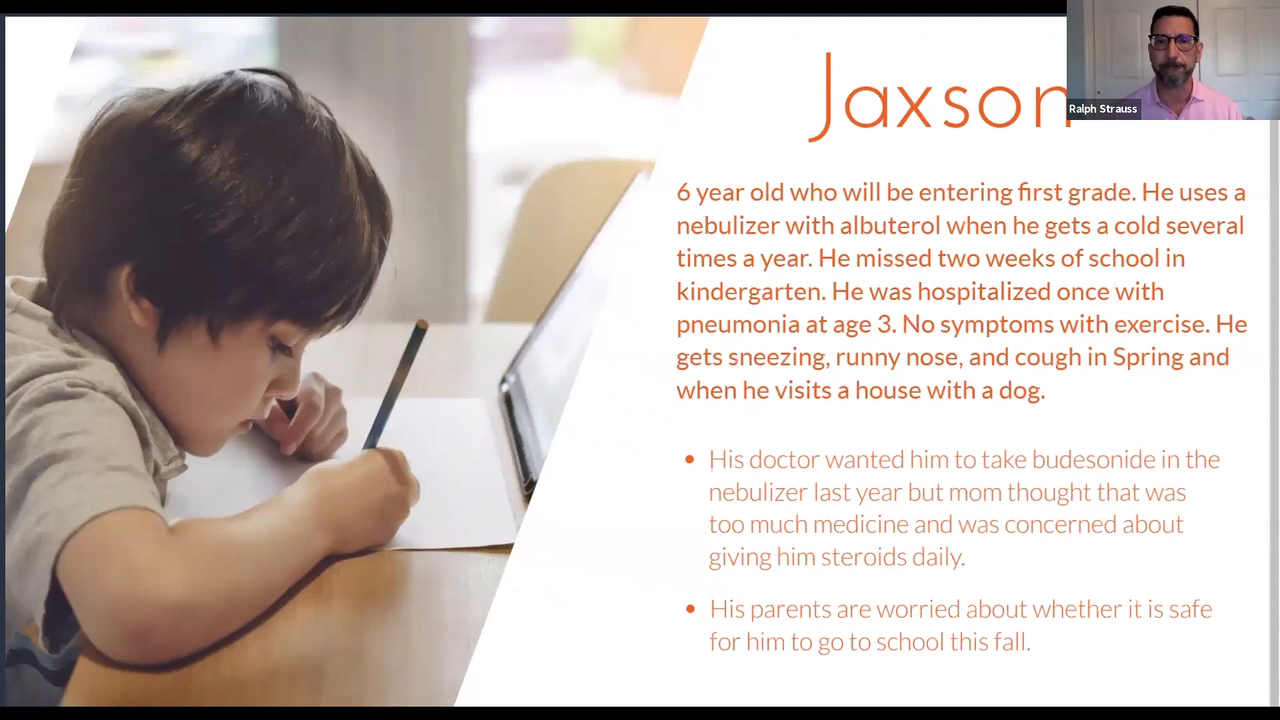 Jaxson
Ralph Strauss
6 year old who will be entering first grade. He uses a
nebulizer with albuterol when he gets a cold several
times a year. He missed two weeks of school in
kindergarten. He was hospitalized once with
pneumonia at age 3. No symptoms with exercise. He
gets sneezing, runny nose, and cough in Spring and
when he visits a house with a dog.
• His doctor wanted him to take budesonide in the
nebulizer last year but mom thought that was
too much medicine and was concerned about
giving him steroids daily.
• His parents are worried about whether it is safe
for him to go to school this fall.